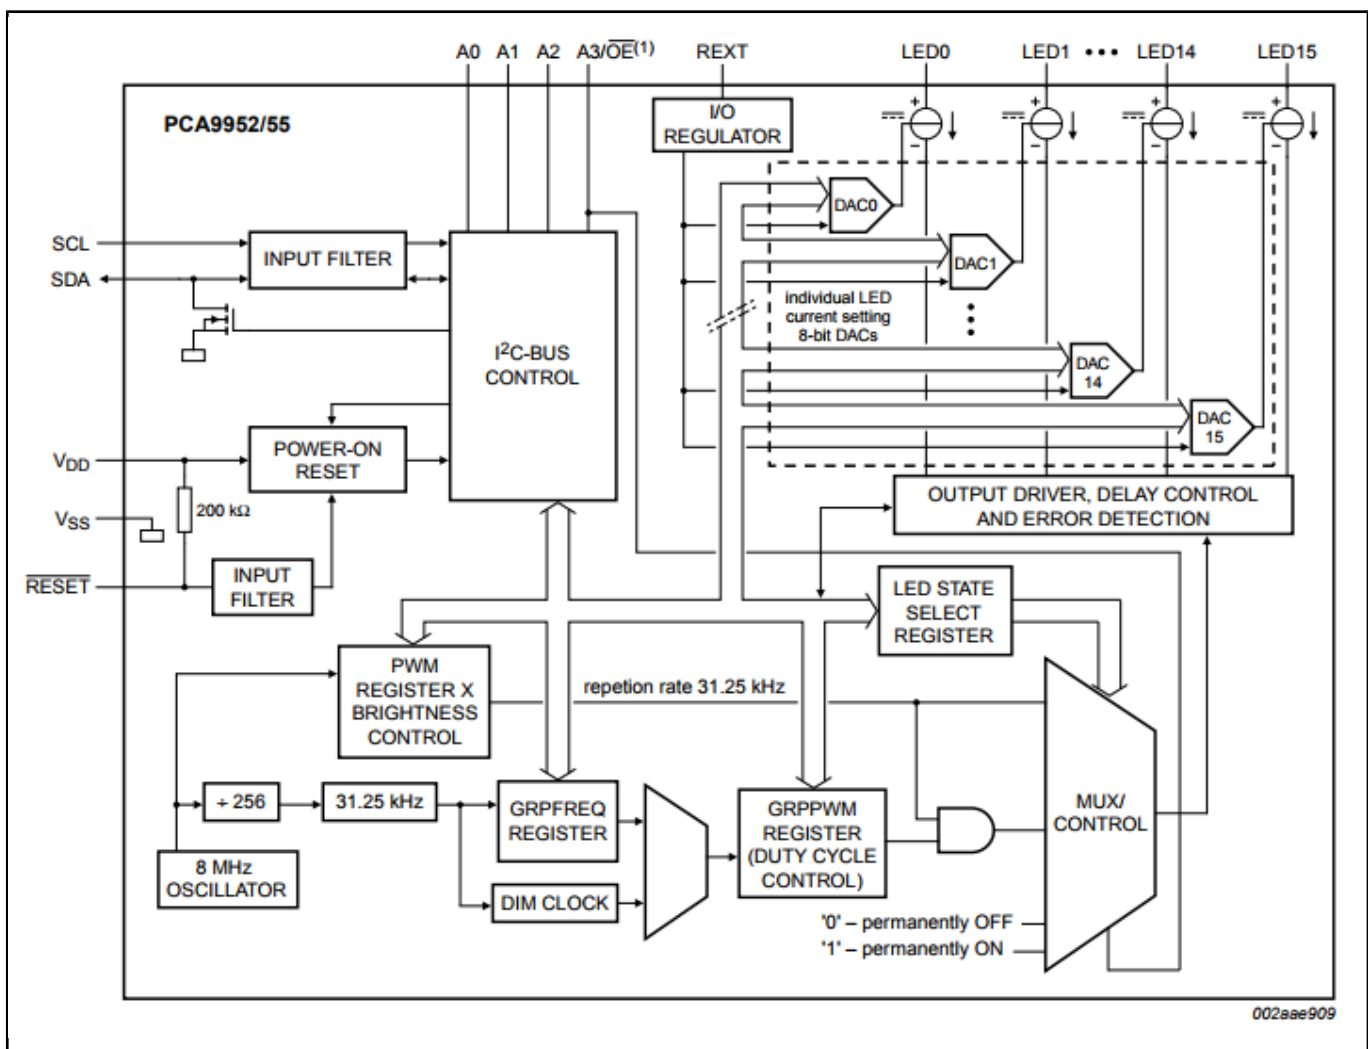 A0 A1 A2 A3/OE(1) REXT LED0 LED1 ••• LED14 LED15
PCA9952/55
I/O
REGULATOR
+ + + +
– – – –
DAC0
SCL
INPUT FILTER
SDA
DAC1
individual LED
current setting
8-bit DACs
I2C-BUS
CONTROL
DAC
14
DAC
15
VDD
POWER-ON
RESET
200 kΩ
VSS
OUTPUT DRIVER, DELAY CONTROL
AND ERROR DETECTION
RESET
INPUT
FILTER
LED STATE
SELECT
REGISTER
PWM
REGISTER X
BRIGHTNESS
CONTROL
repetion rate 31.25 kHz
÷ 256
31.25 kHz
GRPFREQ
REGISTER
GRPPWM
REGISTER
(DUTY CYCLE
CONTROL)
MUX/
CONTROL
8 MHz
OSCILLATOR
DIM CLOCK
'0' – permanently OFF
'1' – permanently ON
002aae909